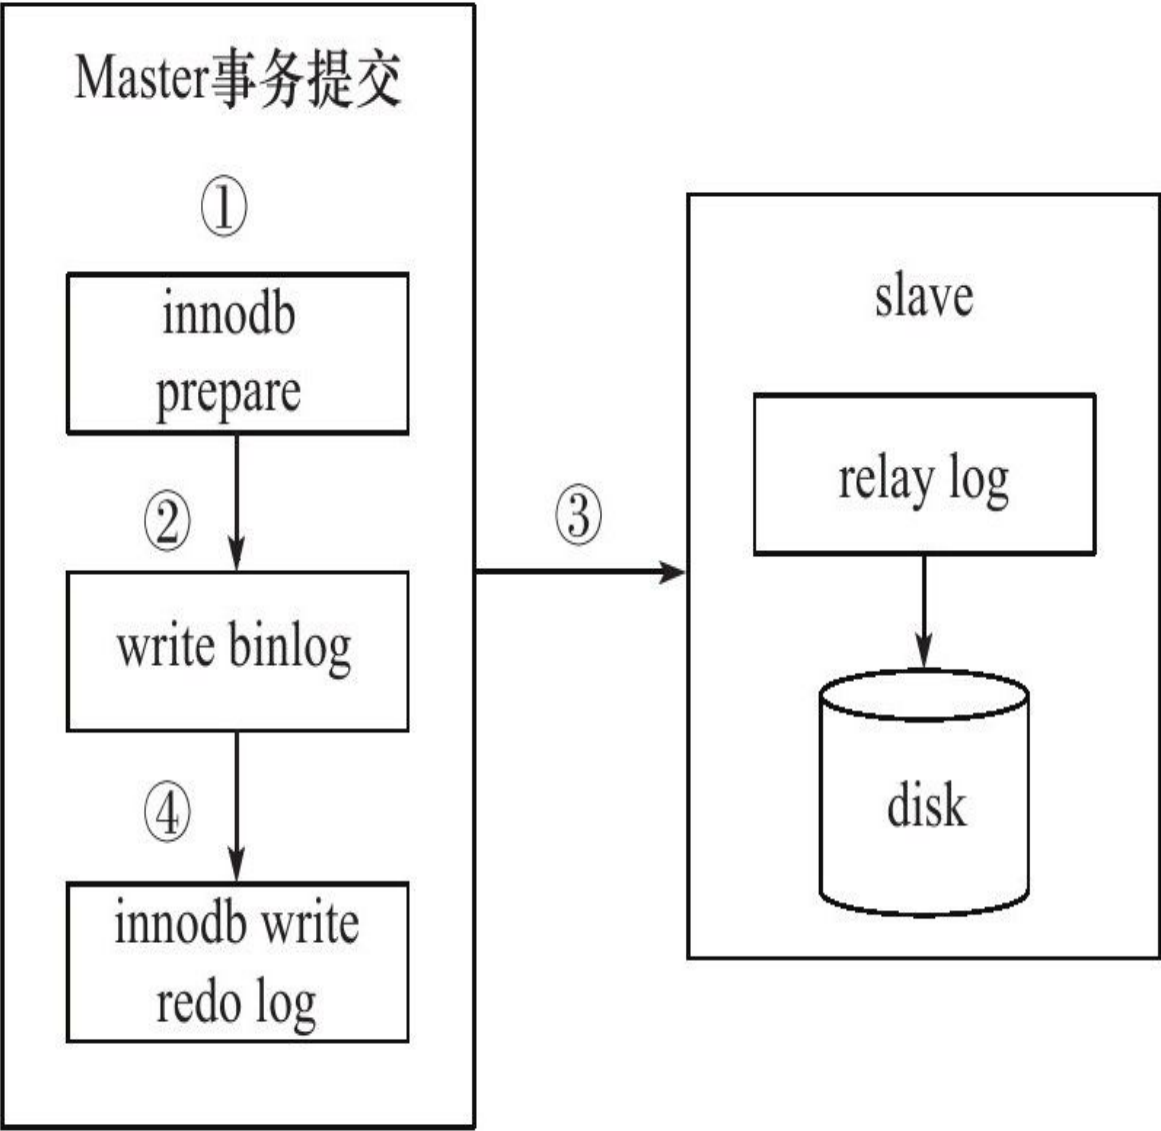 Master事务提交
①
innodb
prepare
②
write binlog
④
innodb write
redo log
③
slave
relay log
disk